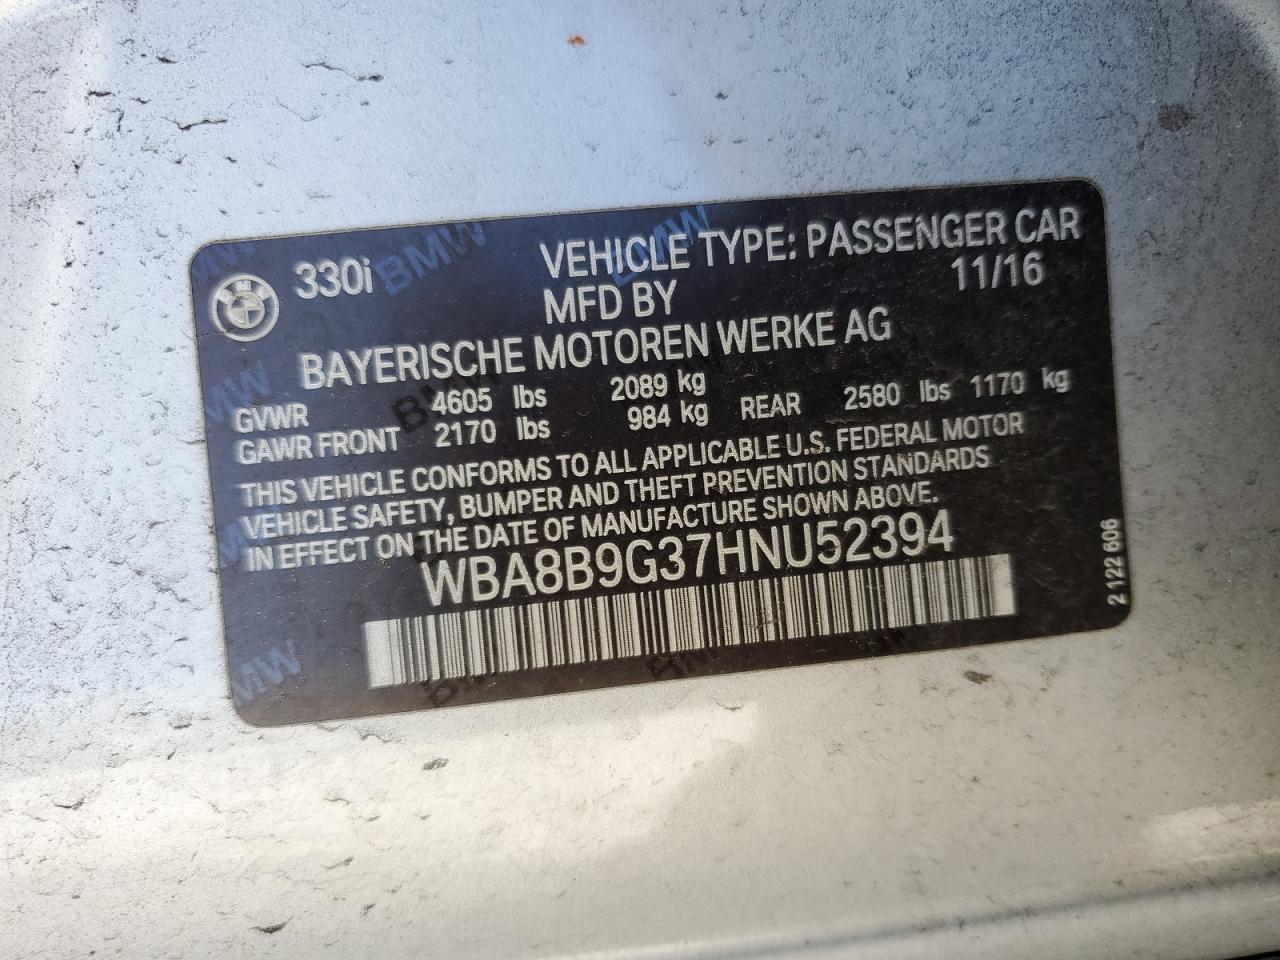 330i
VEHICLE TYPE: PASSENGER CAR
MFD BY 11/16
BAYERISCHE MOTOREN WERKE AG
GVWR 4605 lbs 2089 kg
GAWR FRONT 2170 lbs 984 kg REAR 2580 lbs 1170 kg
THIS VEHICLE CONFORMS TO ALL APPLICABLE U.S. FEDERAL MOTOR
VEHICLE SAFETY, BUMPER AND THEFT PREVENTION STANDARDS
IN EFFECT ON THE DATE OF MANUFACTURE SHOWN ABOVE.
WBA8B9G37HNU52394
2 122 606
BMW
BMW
BMW